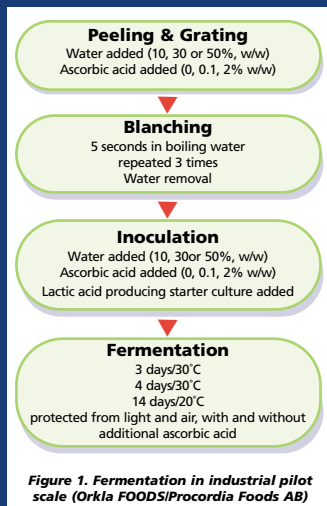 Peeling & Grating
Water added (10, 30 or 50%, w/w)
Ascorbic acid added (0, 0.1, 2% w/w)
Blanching
5 seconds in boiling water
repeated 3 times
Water removal
Inoculation
Water added (10, 30or 50%, w/w)
Ascorbic acid added (0, 0.1, 2% w/w)
Lactic acid producing starter culture added
Fermentation
3 days/30˚C
4 days/30˚C
14 days/20˚C
protected from light and air, with and without
additional ascorbic acid
Figure 1. Fermentation in industrial pilot
scale (Orkla FOODS/Procordia Foods AB)